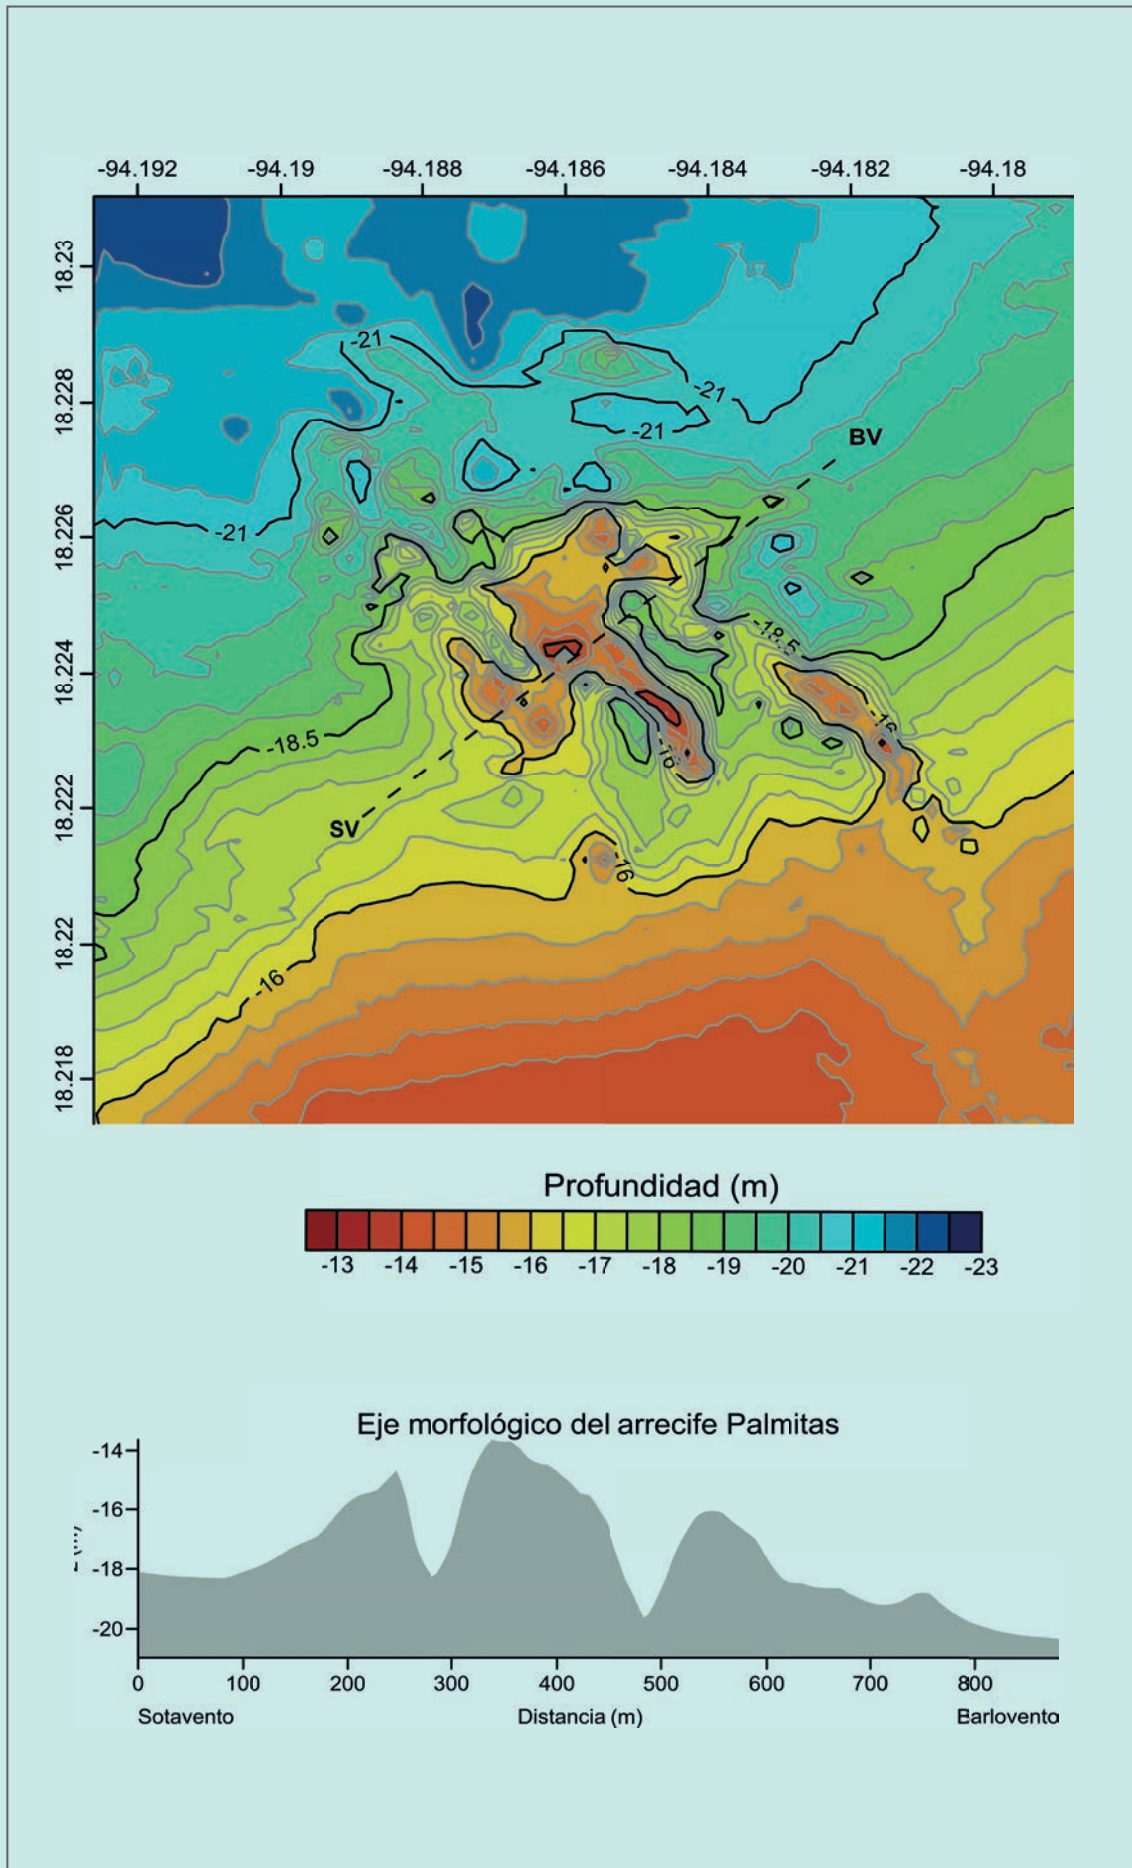 -94.192 -94.19 -94.188 -94.186 -94.184 -94.182 -94.18
18.23
18.228
18.226
18.224
18.222
18.22
18.218
-21
-21
-21
-21
BV
-18.5
-16
-18.5
-16
SV
-16
-16
Profundidad (m)
-13 -14 -15 -16 -17 -18 -19 -20 -21 -22 -23
Eje morfológico del arrecife Palmitas
-14
-16
-18
-20
0 100 200 300 400 500 600 700 800
Sotavento Distancia (m) Barlovento